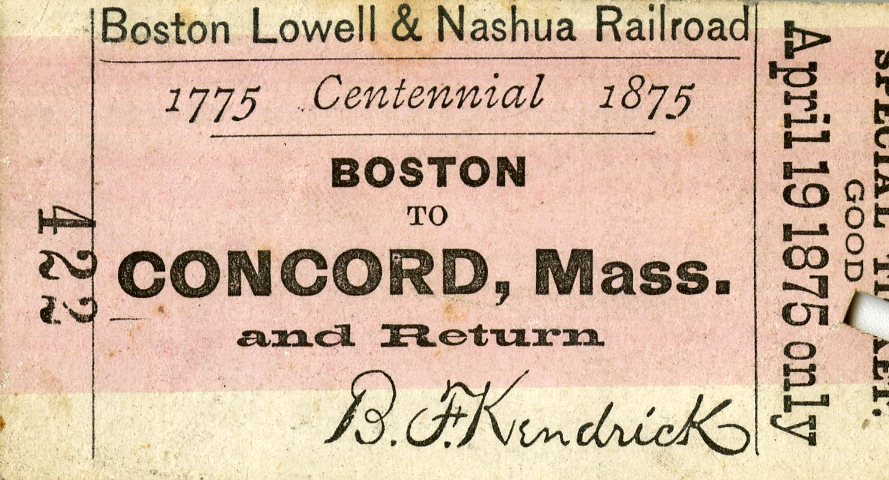 Boston Lowell & Nashua Railroad
1775 Centennial 1875
BOSTON
TO
CONCORD, Mass.
and Return
B. F. Kendrick
422
SPECIAL
GOOD
April 19 1875 only